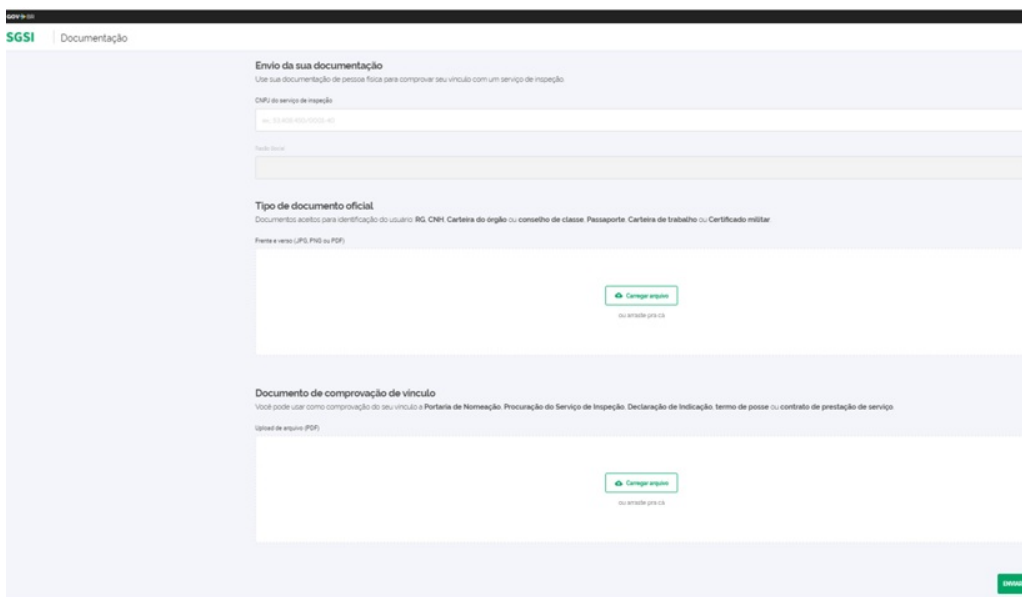 GOV BR
SGSI Documentação
Envio da sua documentação
Use sua documentação de pessoa física para comprovar seu vínculo com um serviço de inspeção.
CNPJ do serviço de inspeção
Razão Social
Tipo de documento oficial
Documentos aceitos para identificação do usuário: RG, CNH, Carteira do órgão ou conselho de classe, Passaporte, Carteira de trabalho ou Certificado militar
Frente e verso (JPG, PNG ou PDF)
Carregar arquivo
ou arraste pra cá
Documento de comprovação de vínculo
Você pode usar como comprovação do seu vínculo a Portaria de Nomeação, Procuração do Serviço de Inspeção, Declaração de Indicação, termo de posse ou contrato de prestação de serviço
Upload de arquivo (PDF)
Carregar arquivo
ou arraste pra cá
ENVIAR